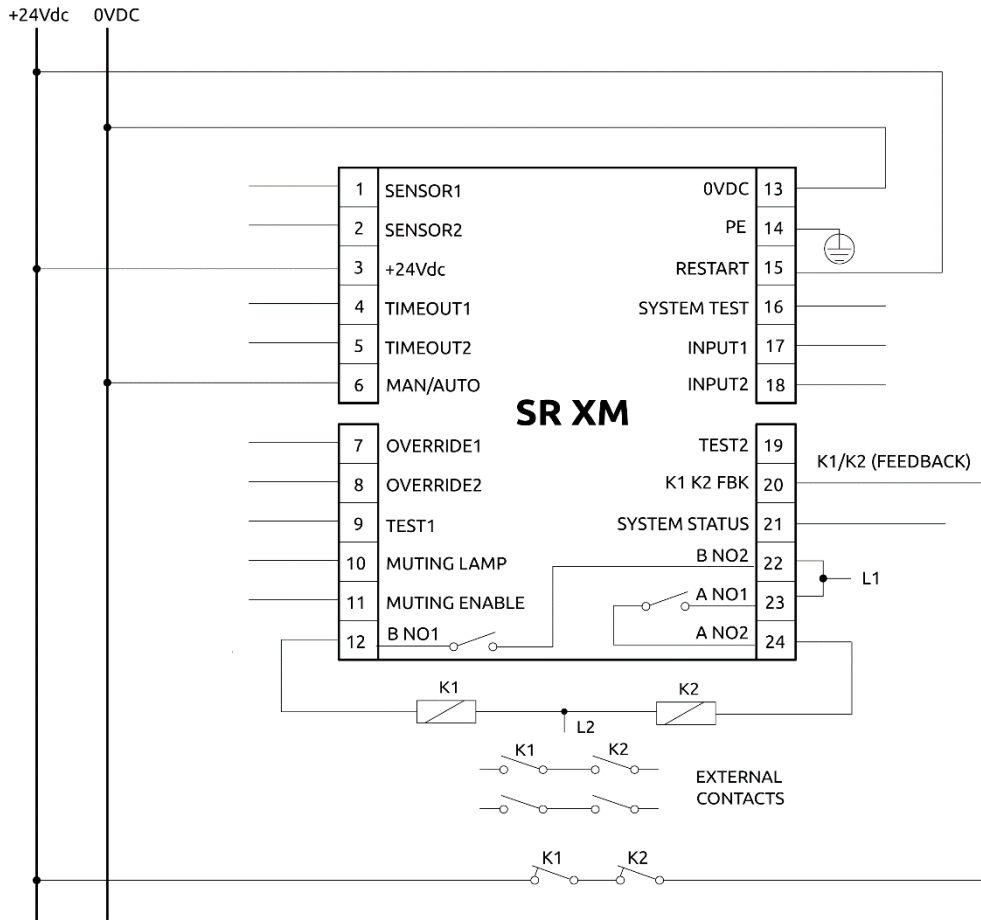 +24Vdc 0VDC
1 SENSOR1 0VDC 13
2 SENSOR2 PE 14
3 +24Vdc RESTART 15
4 TIMEOUT1 SYSTEM TEST 16
5 TIMEOUT2 INPUT1 17
6 MAN/AUTO INPUT2 18
SR XM
7 OVERRIDE1 TEST2 19
K1/K2 (FEEDBACK)
8 OVERRIDE2 K1 K2 FBK 20
9 TEST1 SYSTEM STATUS 21
10 MUTING LAMP B NO2 22
L1
11 MUTING ENABLE A NO1 23
12 B NO1 A NO2 24
K1 K2
L2
K1 K2
EXTERNAL
CONTACTS
K1 K2